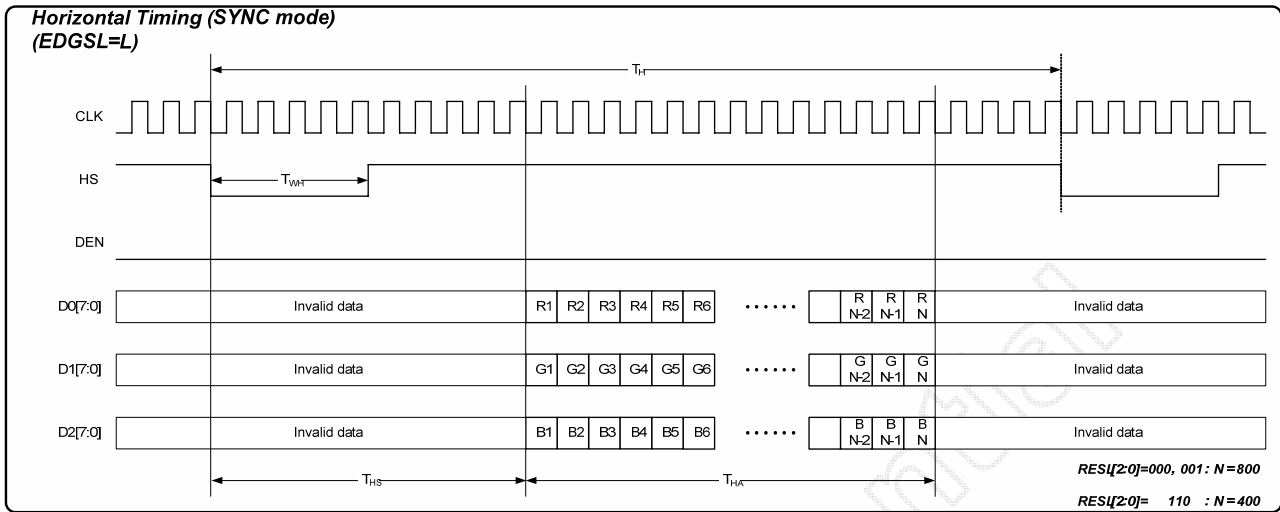 Horizontal Timing (SYNC mode)
(EDGSL=L)
TH
CLK
HS
TWH
DEN
D0[7:0]
Invalid data
R1 R2 R3 R4 R5 R6 ...... R N-2 R N-1 R N
Invalid data
D1[7:0]
Invalid data
G1 G2 G3 G4 G5 G6 ...... G N-2 G N-1 G N
Invalid data
D2[7:0]
Invalid data
B1 B2 B3 B4 B5 B6 ...... B N-2 B N-1 B N
Invalid data
THS
THA
RESL[2:0]=000, 001 : N=800
RESL[2:0]= 110 : N=400